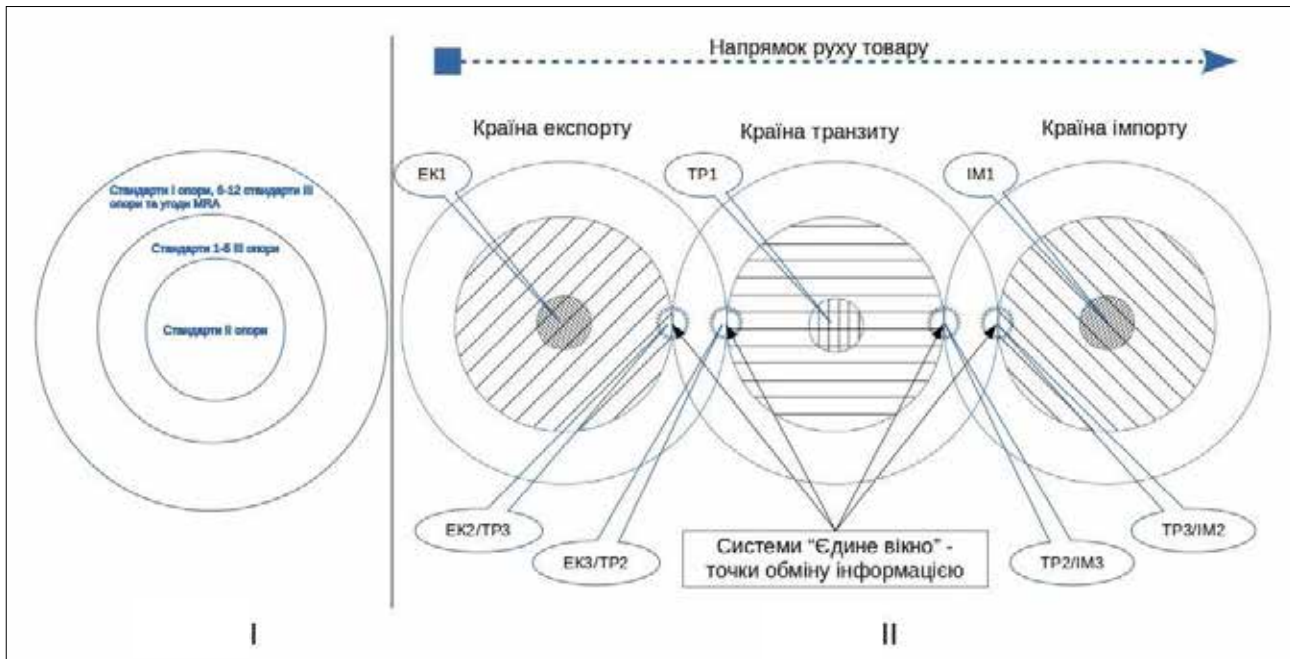 Напрямок руху товару
Країна експорту
Країна транзиту
Країна імпорту
ЕК1
ТР1
ІМ1
Стандарти І опори, 6-12 стандарти ІІІ
опори та угоди MRA
Стандарти 1-5 ІІІ опори
Стандарти ІІ опори
ЕК2/ТР3
ЕК3/ТР2
Системи "Єдине вікно" -
точки обміну інформацією
ТР2/ІМ3
ТР3/ІМ2
I
II